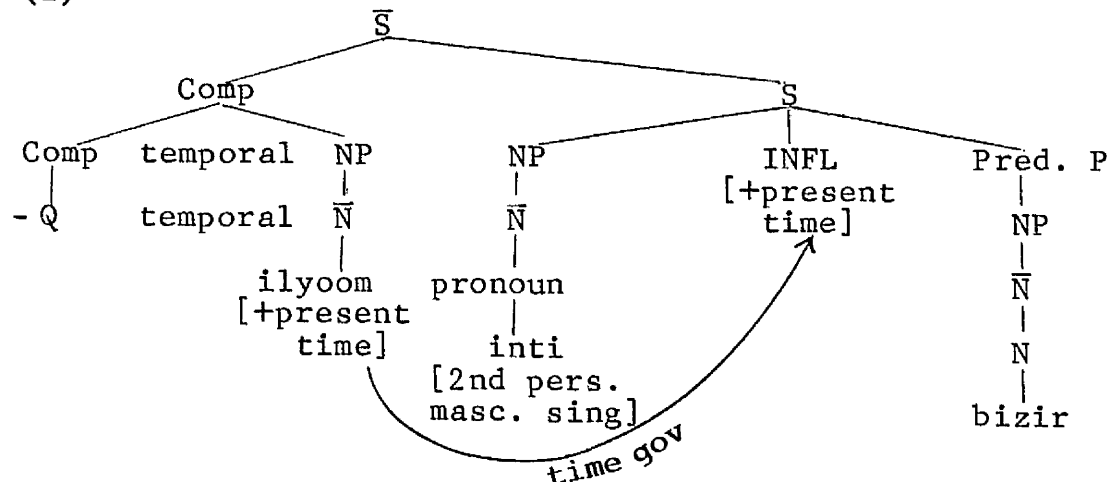 S̅
Comp S
Comp temporal NP NP INFL Pred. P
[+present
time]
- Q temporal N̅ N̅ NP
ilyoom pronoun N̅
[+present
time] inti N
[2nd pers.
masc. sing] bizir
time gov